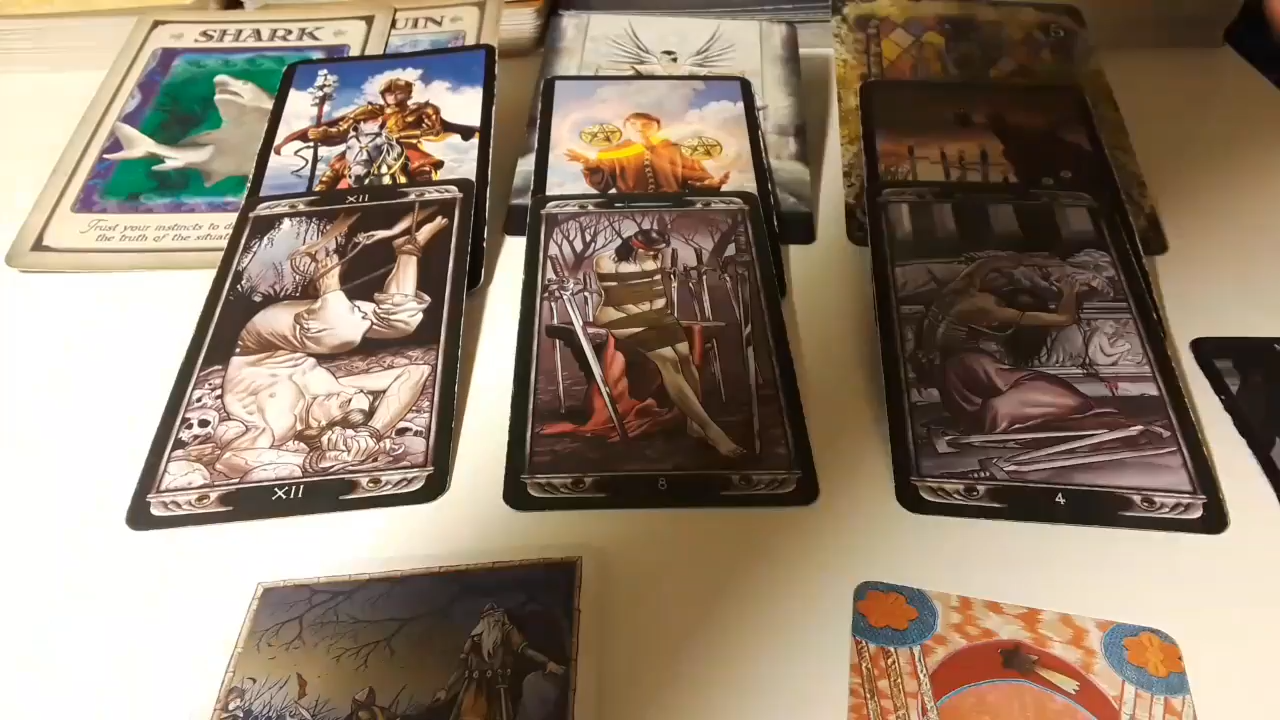 SHARK
UIN
Trust your instincts to d
the truth of the situat
XII
XII
8
4